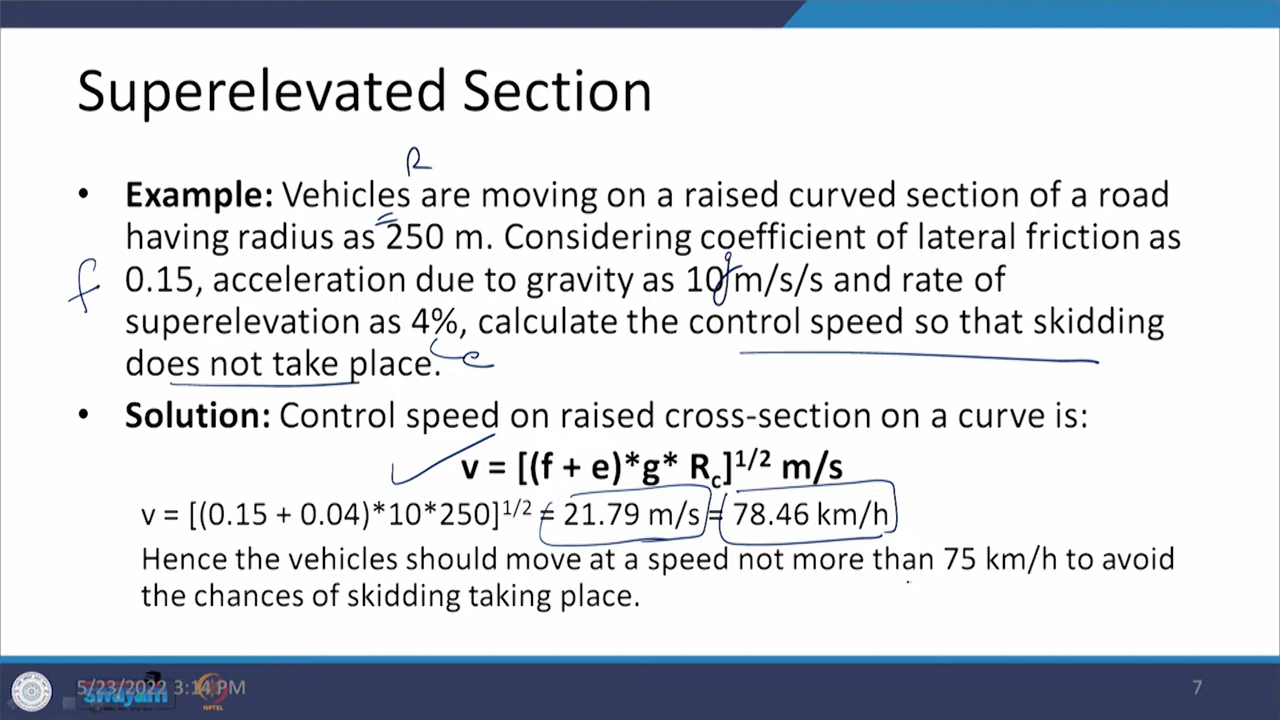 Superelevated Section
R
• Example: Vehicles are moving on a raised curved section of a road
having radius as 250 m. Considering coefficient of lateral friction as
f
0.15, acceleration due to gravity as 10 m/s/s and rate of
g
superelevation as 4%, calculate the control speed so that skidding
does not take place.
e
• Solution: Control speed on raised cross-section on a curve is:
v = [(f + e)*g* Rc]1/2 m/s
v = [(0.15 + 0.04)*10*250]1/2 = 21.79 m/s = 78.46 km/h
Hence the vehicles should move at a speed not more than 75 km/h to avoid
the chances of skidding taking place.
5/23/2022 3:14 PM
swayam
NPTEL
7